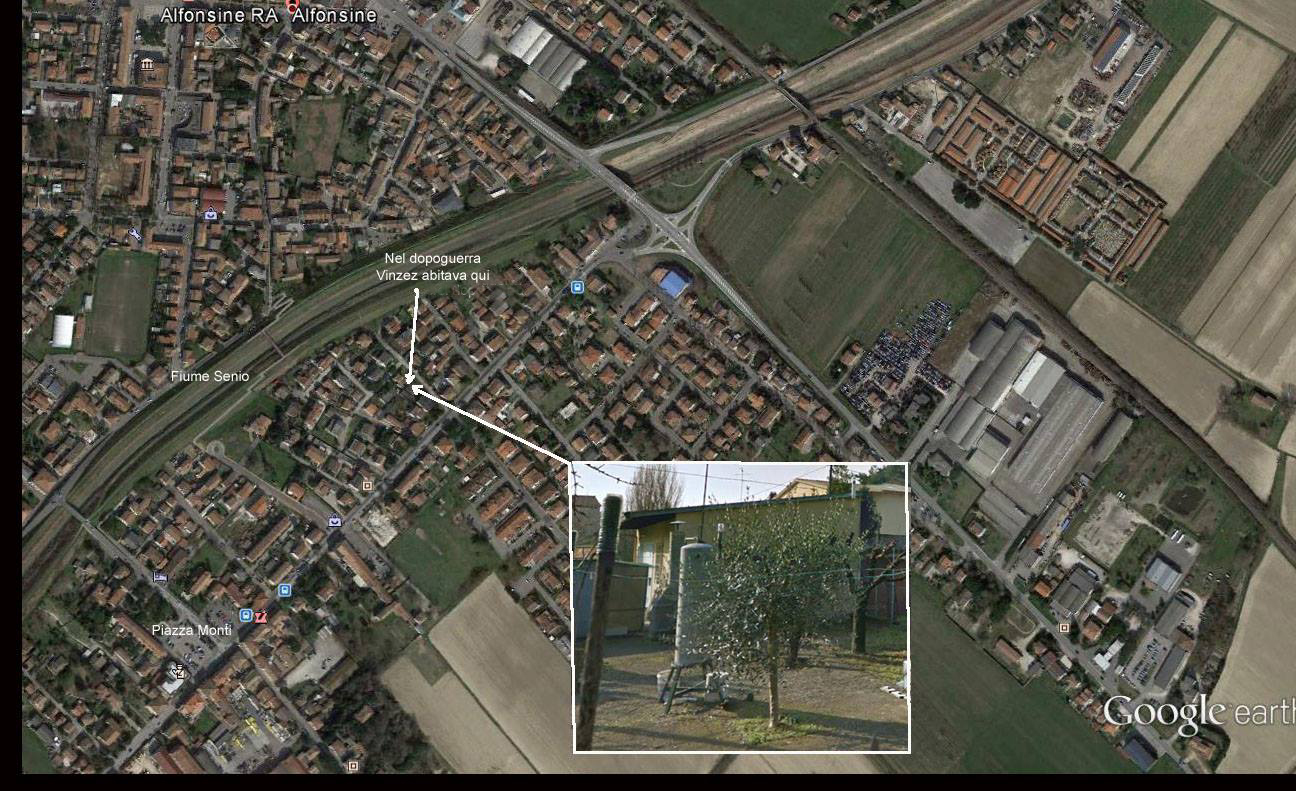 Alfonsine RA Alfonsine
Nel dopoguerra
Vinzez abitava qui
Fiume Senio
Piazza Monti
Google earth